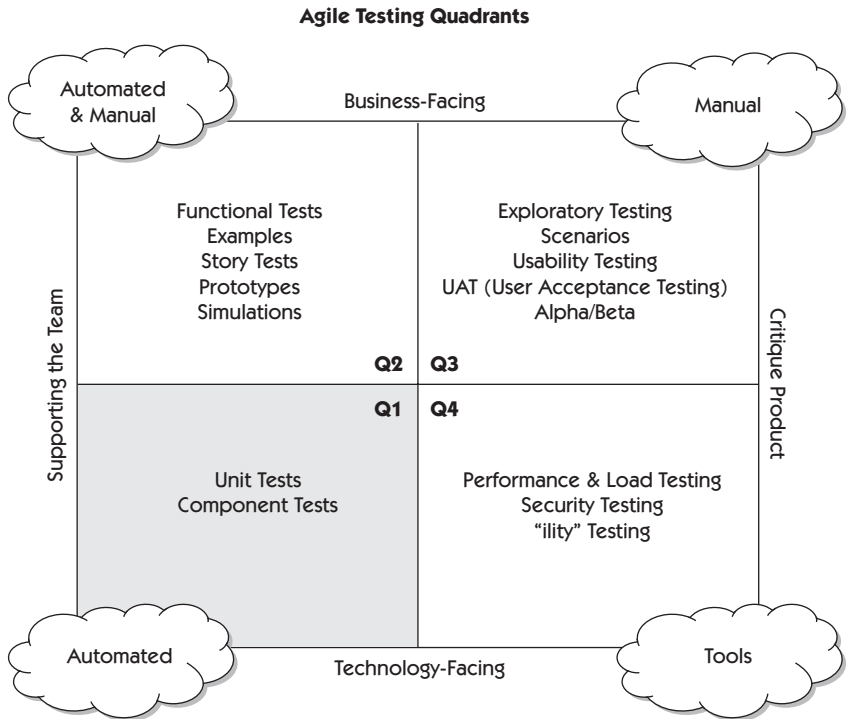 Agile Testing Quadrants
Automated
& Manual
Business-Facing
Manual
Functional Tests
Examples
Story Tests
Prototypes
Simulations
Exploratory Testing
Scenarios
Usability Testing
UAT (User Acceptance Testing)
Alpha/Beta
Supporting the Team
Critique Product
Q2
Q3
Q1
Q4
Unit Tests
Component Tests
Performance & Load Testing
Security Testing
“ility” Testing
Automated
Technology-Facing
Tools